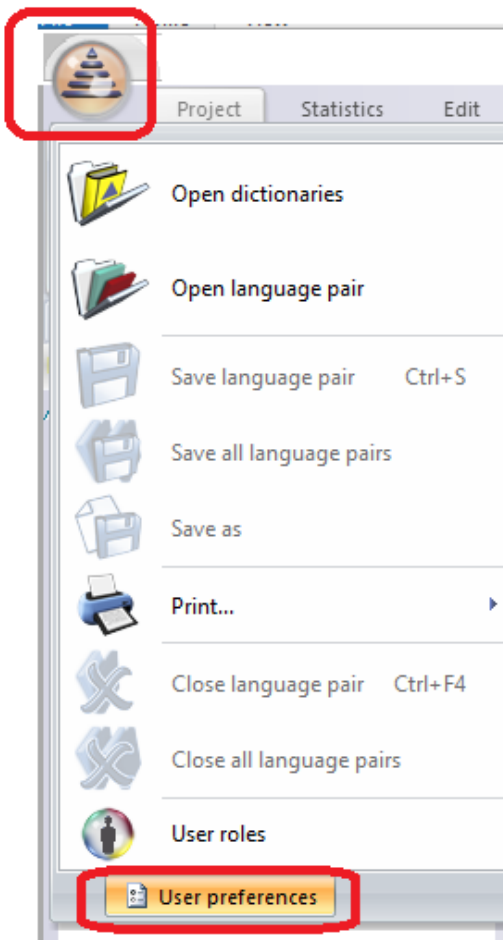 Project Statistics Edit
Open dictionaries
Open language pair
Save language pair Ctrl+S
Save all language pairs
Save as
Print...
Close language pair Ctrl+F4
Close all language pairs
User roles
User preferences